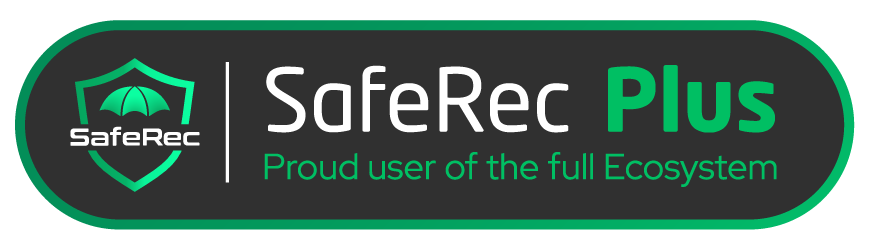 SafeRec
SafeRec Plus
Proud user of the full Ecosystem